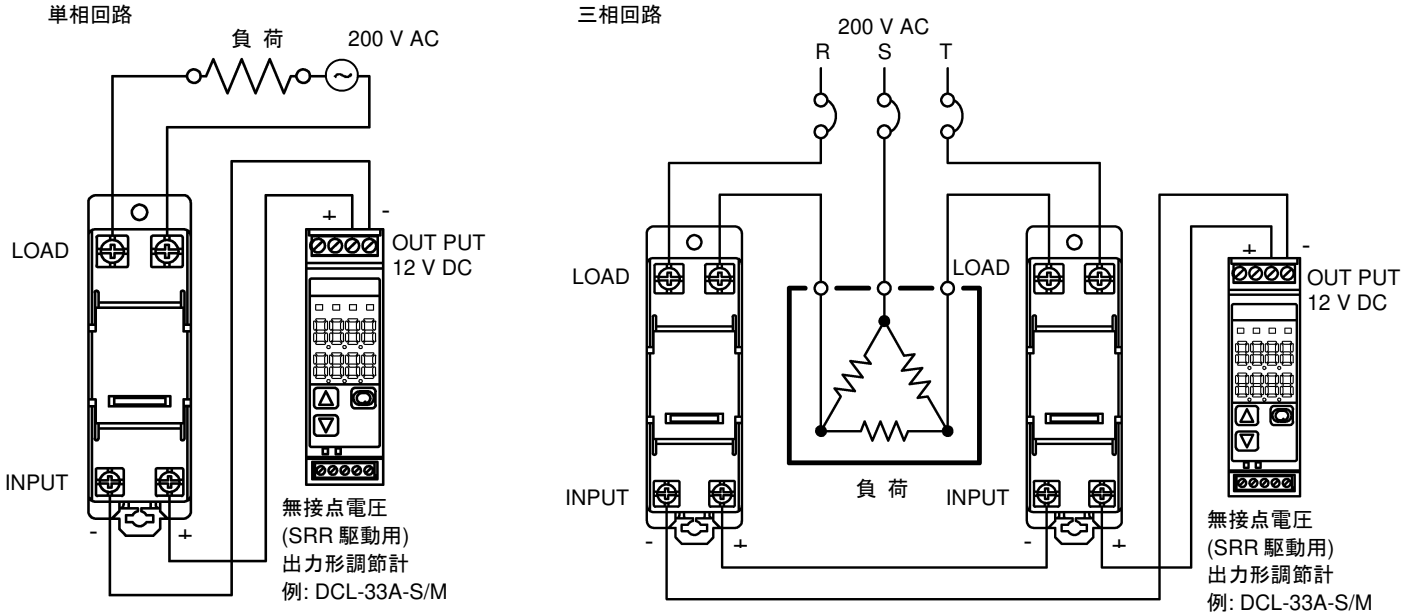 単相回路
負 荷
200 V AC
LOAD
+
-
OUT PUT
12 V DC
INPUT
-
+
無接点電圧
(SRR 駆動用)
出力形調節計
例: DCL-33A-S/M
三相回路
200 V AC
R S T
LOAD
LOAD
+
-
OUT PUT
12 V DC
INPUT
負 荷
INPUT
-
+
-
+
無接点電圧
(SRR 駆動用)
出力形調節計
例: DCL-33A-S/M